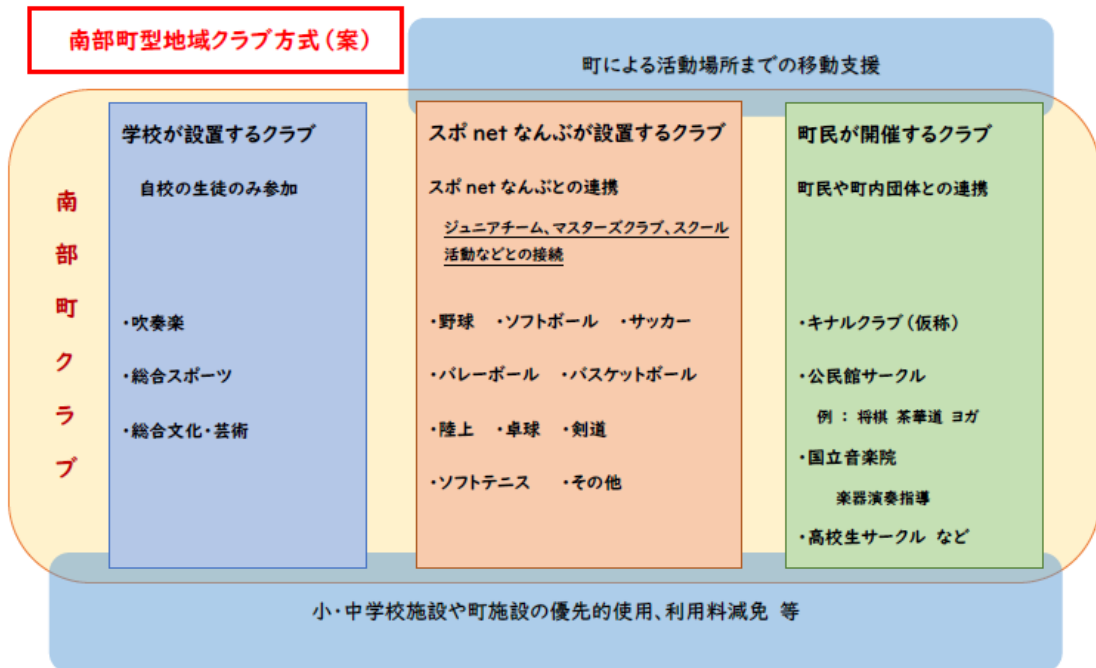 南部町型地域クラブ方式（案）
町による活動場所までの移動支援
南部町クラブ
学校が設置するクラブ
自校の生徒のみ参加
・吹奏楽
・総合スポーツ
・総合文化・芸術
スポnetなんぶが設置するクラブ
スポnetなんぶとの連携
ジュニアチーム、マスターズクラブ、スクール
活動などとの接続
・野球 ・ソフトボール ・サッカー
・バレーボール ・バスケットボール
・陸上 ・卓球 ・剣道
・ソフトテニス ・その他
町民が開催するクラブ
町民や町内団体との連携
・キナルクラブ（仮称）
・公民館サークル
例 ： 将棋 茶華道 ヨガ
・国立音楽院
楽器演奏指導
・高校生サークル など
小・中学校施設や町施設の優先的使用、利用料減免 等